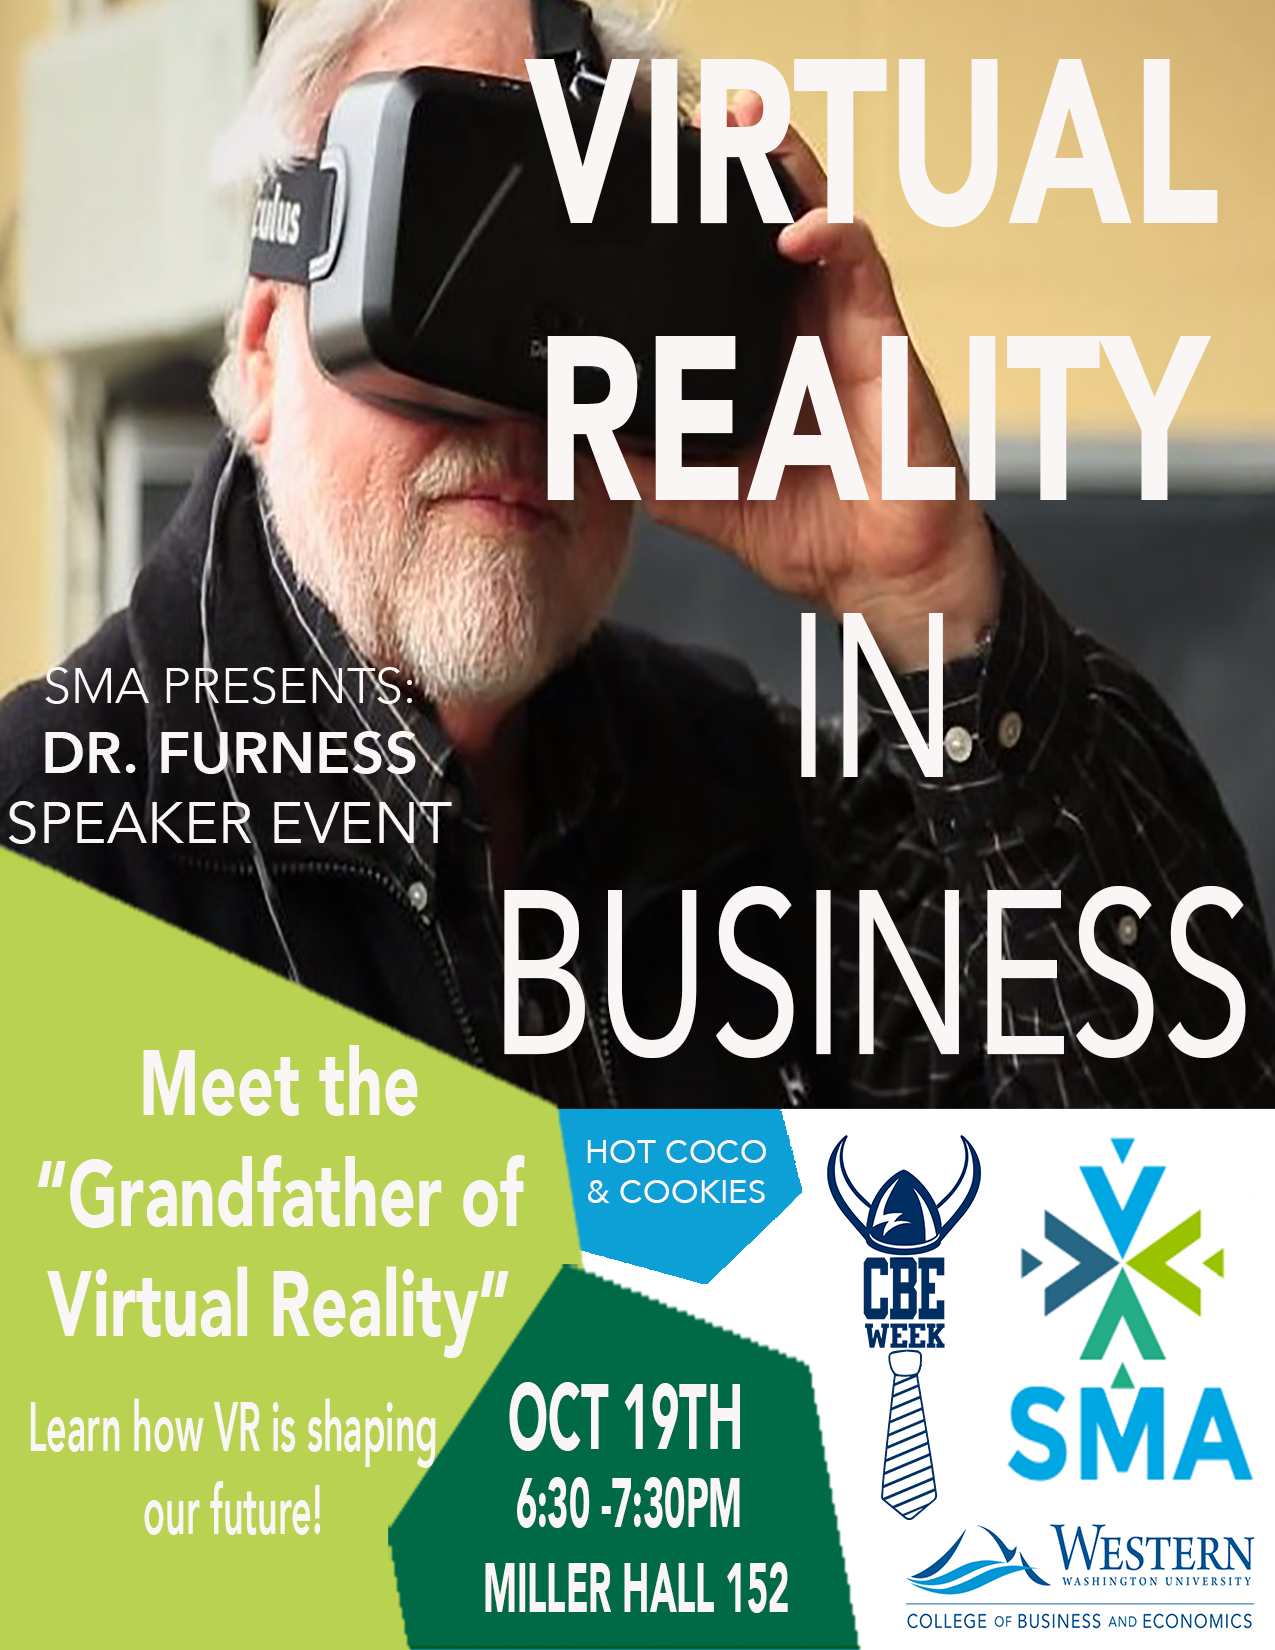 VIRTUAL
REALITY
IN
BUSINESS
culus
SMA PRESENTS:
DR. FURNESS
SPEAKER EVENT
Meet the
“Grandfather of
Virtual Reality”
Learn how VR is shaping
our future!
HOT COCO
& COOKIES
OCT 19TH
6:30 -7:30PM
MILLER HALL 152
CBE
WEEK
SMA
WESTERN
WASHINGTON UNIVERSITY
COLLEGE OF BUSINESS AND ECONOMICS